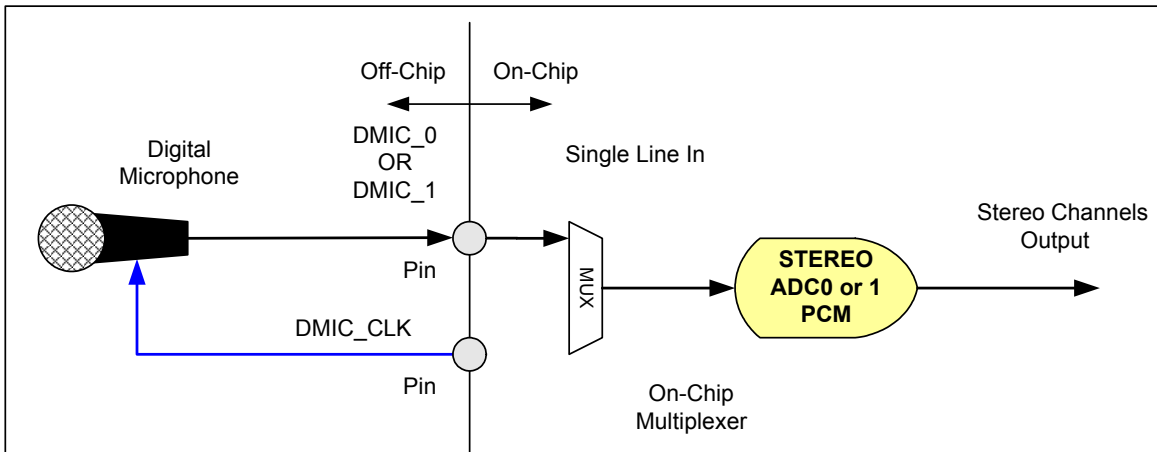 Off-Chip
On-Chip
DMIC_0
OR
DMIC_1
Digital
Microphone
Single Line In
Stereo Channels
Output
Pin
MUX
STEREO
ADC0 or 1
PCM
DMIC_CLK
Pin
On-Chip
Multiplexer